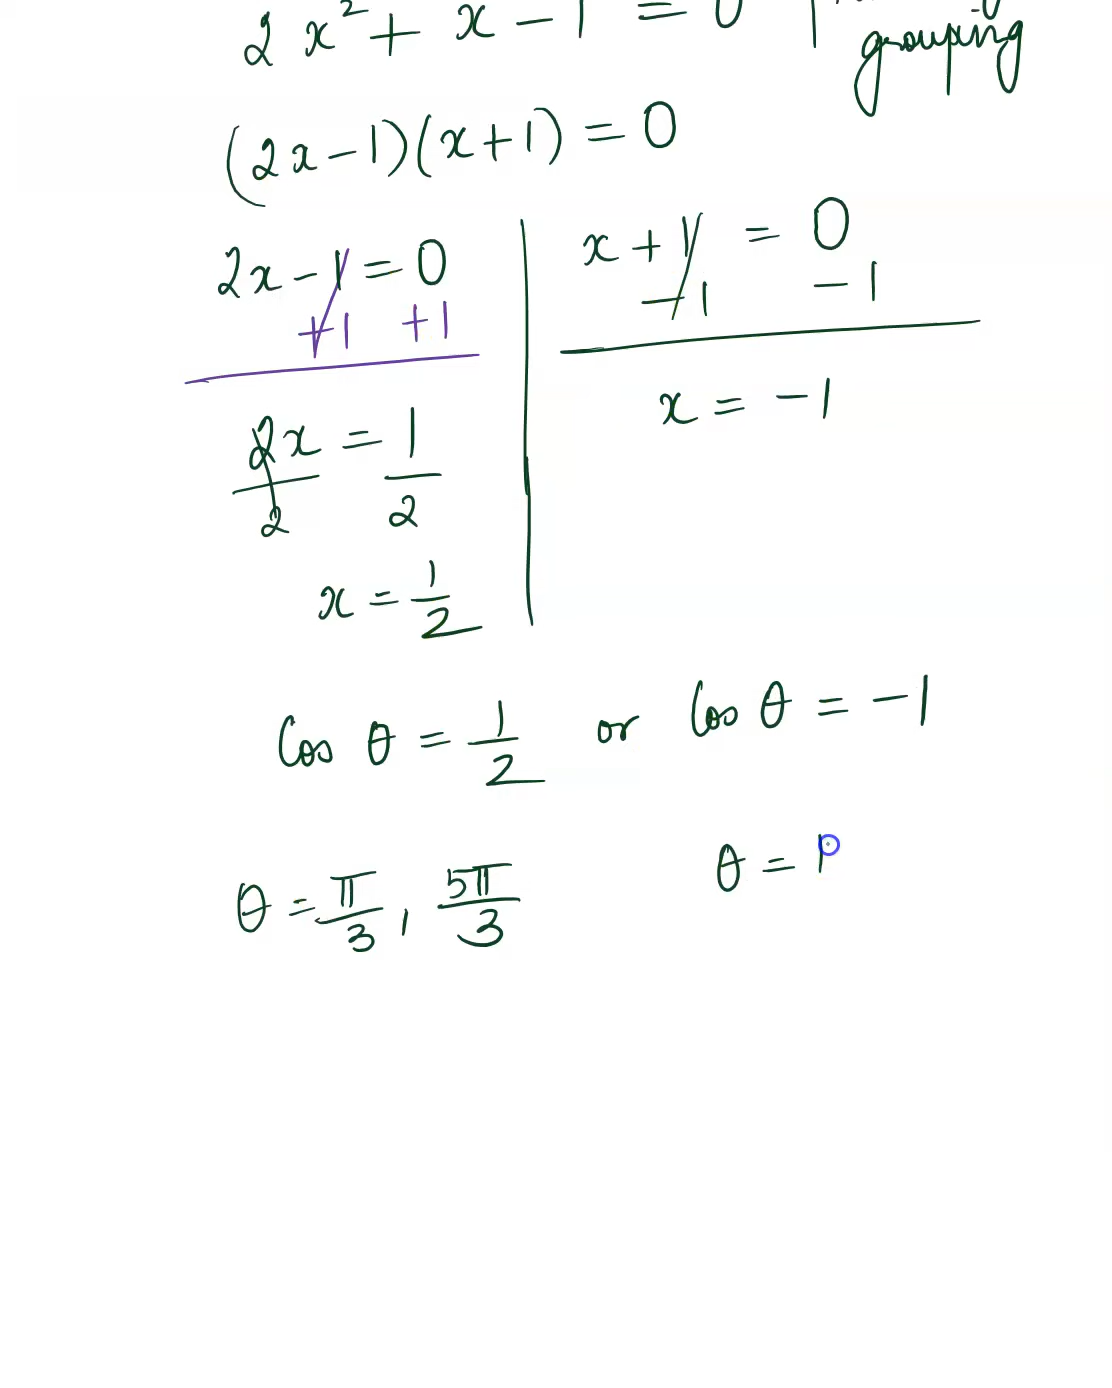 2x² + x − 1 = 0
grouping
(2x−1)(x+1) = 0
2x − 1 = 0
+1 +1
2x = 1
2 2
x = 1/2
x + 1 = 0
−1 −1
x = −1
Cos θ = 1/2 or Cos θ = −1
θ = π/3, 5π/3
θ =